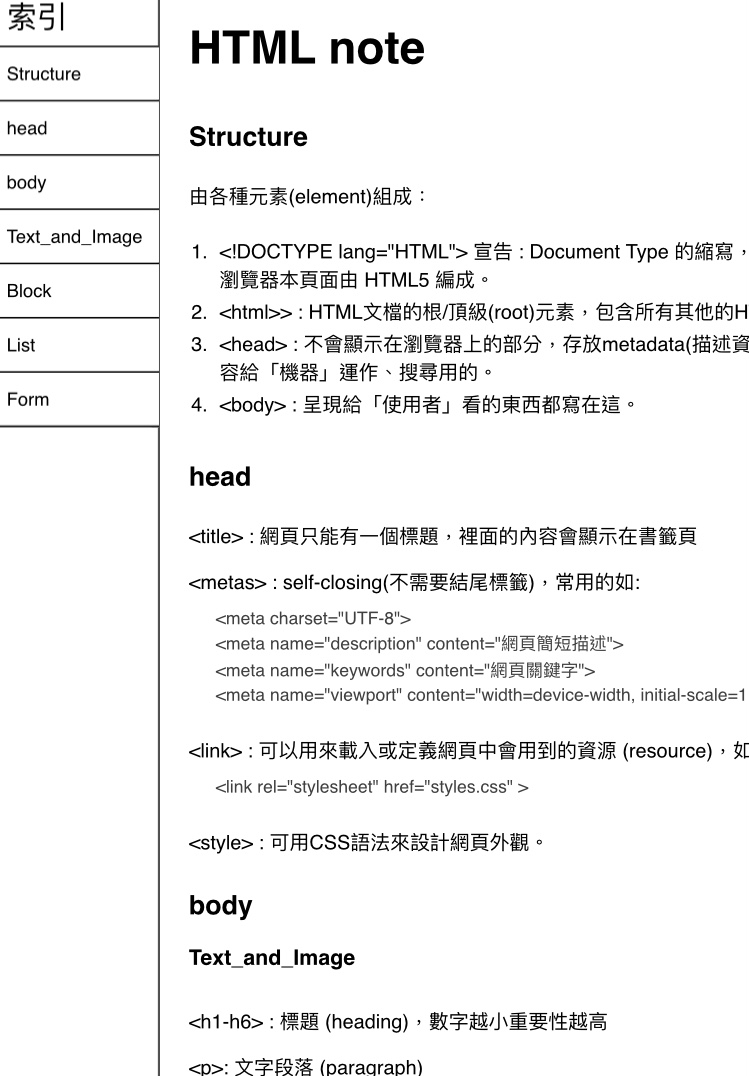 索引
Structure
head
body
Text_and_Image
Block
List
Form
HTML note
Structure
由各種元素(element)組成：
1. <!DOCTYPE lang="HTML"> 宣告 : Document Type 的縮寫，
瀏覽器本頁面由 HTML5 編成。
2. <html>> : HTML文檔的根/頂級(root)元素，包含所有其他的H
3. <head> : 不會顯示在瀏覽器上的部分，存放metadata(描述資
容給「機器」運作、搜尋用的。
4. <body> : 呈現給「使用者」看的東西都寫在這。
head
<title> : 網頁只能有一個標題，裡面的內容會顯示在書籤頁
<metas> : self-closing(不需要結尾標籤)，常用的如:
<meta charset="UTF-8">
<meta name="description" content="網頁簡短描述">
<meta name="keywords" content="網頁關鍵字">
<meta name="viewport" content="width=device-width, initial-scale=1
<link> : 可以用來載入或定義網頁中會用到的資源 (resource)，如
<link rel="stylesheet" href="styles.css" >
<style> : 可用CSS語法來設計網頁外觀。
body
Text_and_Image
<h1-h6> : 標題 (heading)，數字越小重要性越高
<p>: 文字段落 (paragraph)